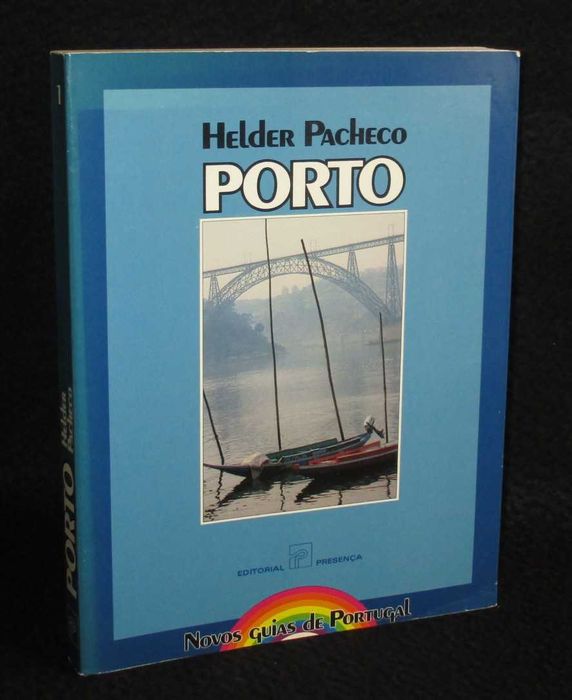 Helder Pacheco
PORTO
EDITORIAL PRESENÇA
Novos guias de Portugal
1
PORTO Helder
Pacheco